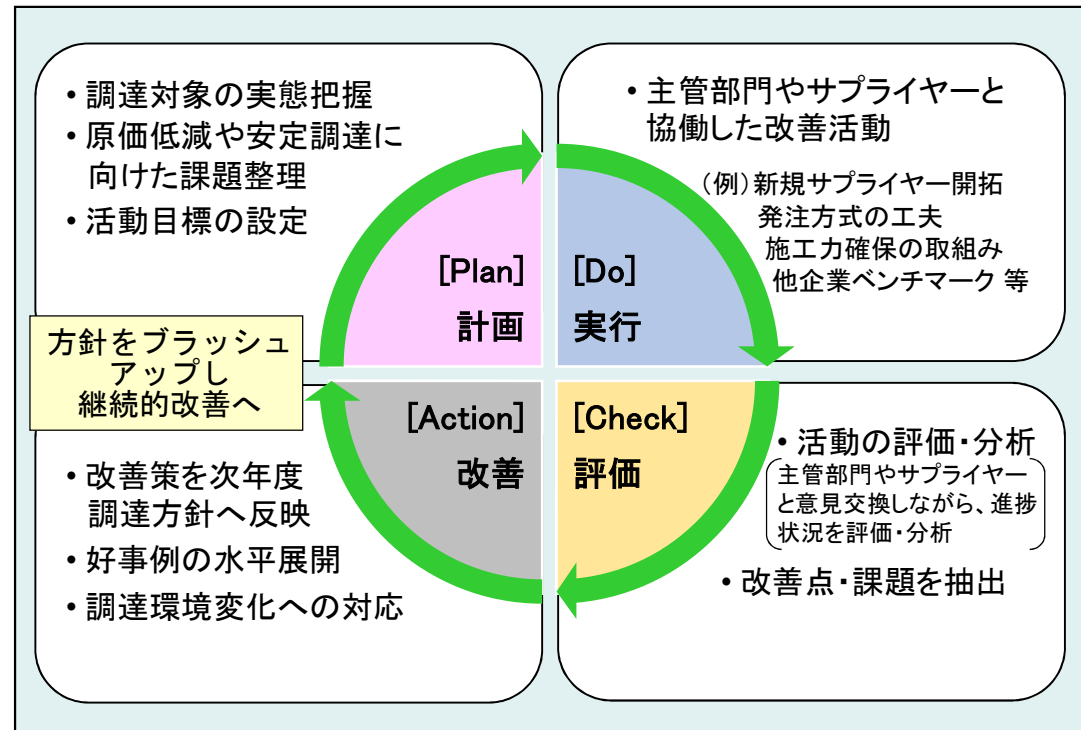 ・調達対象の実態把握
・原価低減や安定調達に
向けた課題整理
・活動目標の設定
[Plan]
計画
・主管部門やサプライヤーと
協働した改善活動
（例）新規サプライヤー開拓
発注方式の工夫
施工力確保の取組み
他企業ベンチマーク 等
[Do]
実行
方針をブラッシュ
アップし
継続的改善へ
[Action]
改善
・改善策を次年度
調達方針へ反映
・好事例の水平展開
・調達環境変化への対応
[Check]
評価
・活動の評価・分析
主管部門やサプライヤー
と意見交換しながら、進捗
状況を評価・分析
・改善点・課題を抽出